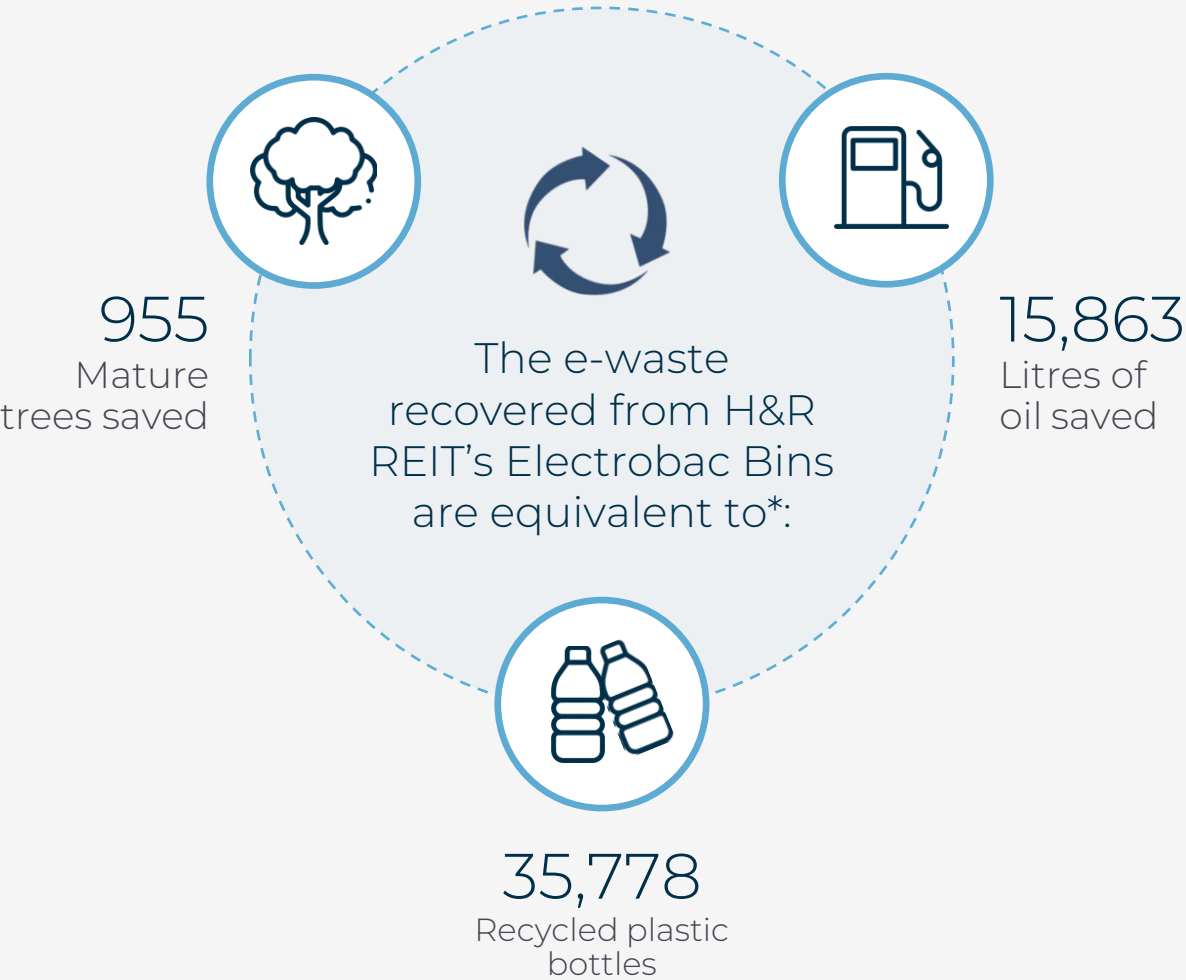 The e-waste
recovered from H&R
REIT's Electrobac Bins
are equivalent to*:
955
Mature
trees saved
15,863
Litres of
oil saved
35,778
Recycled plastic
bottles